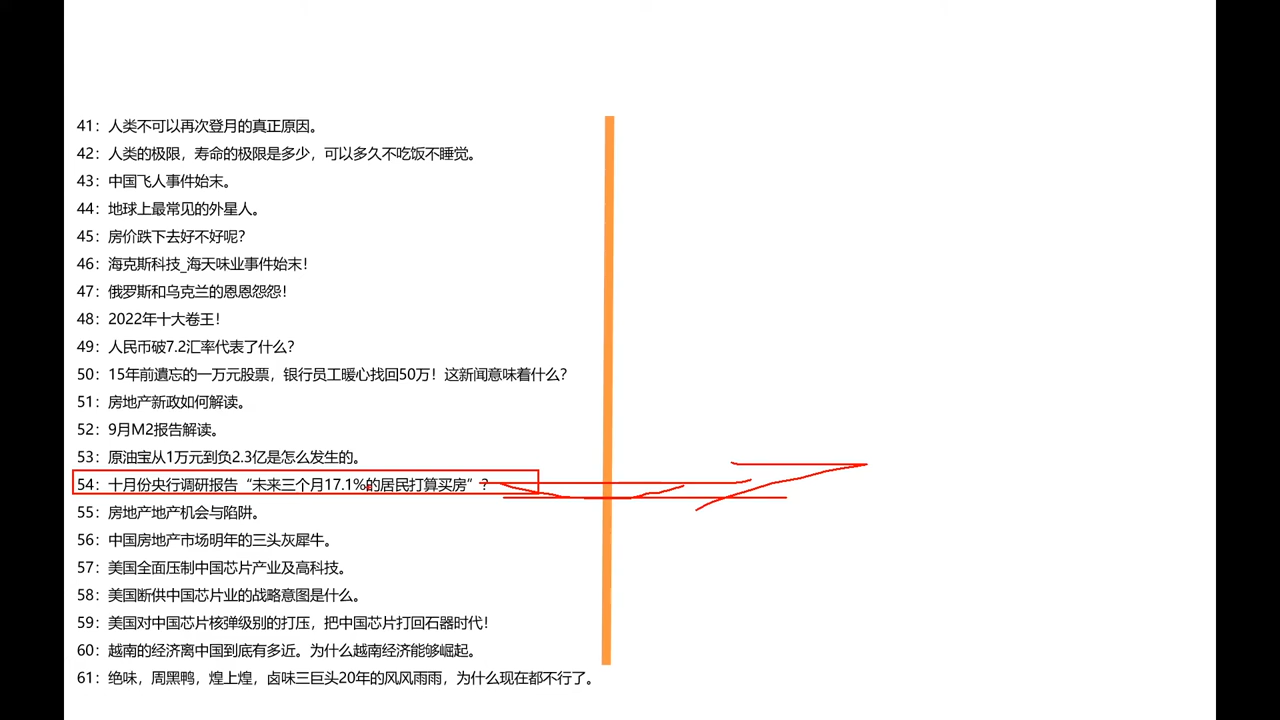 41：人类不可以再次登月的真正原因。
42：人类的极限，寿命的极限是多少，可以多久不吃饭不睡觉。
43：中国飞人事件始末。
44：地球上最常见的外星人。
45：房价跌下去好不好呢？
46：海克斯科技_海天味业事件始末！
47：俄罗斯和乌克兰的恩恩怨怨！
48：2022年十大卷王！
49：人民币破7.2汇率代表了什么？
50：15年前遗忘的一万元股票，银行员工暖心找回50万！这新闻意味着什么？
51：房地产新政如何解读。
52：9月M2报告解读。
53：原油宝从1万元到负2.3亿是怎么发生的。
54：十月份央行调研报告“未来三个月17.1%的居民打算买房”？
55：房地产地产机会与陷阱。
56：中国房地产市场明年的三头灰犀牛。
57：美国全面压制中国芯片产业及高科技。
58：美国断供中国芯片业的战略意图是什么。
59：美国对中国芯片核弹级别的打压，把中国芯片打回石器时代！
60：越南的经济离中国到底有多近。为什么越南经济能够崛起。
61：绝味，周黑鸭，煌上煌，卤味三巨头20年的风风雨雨，为什么现在都不行了。